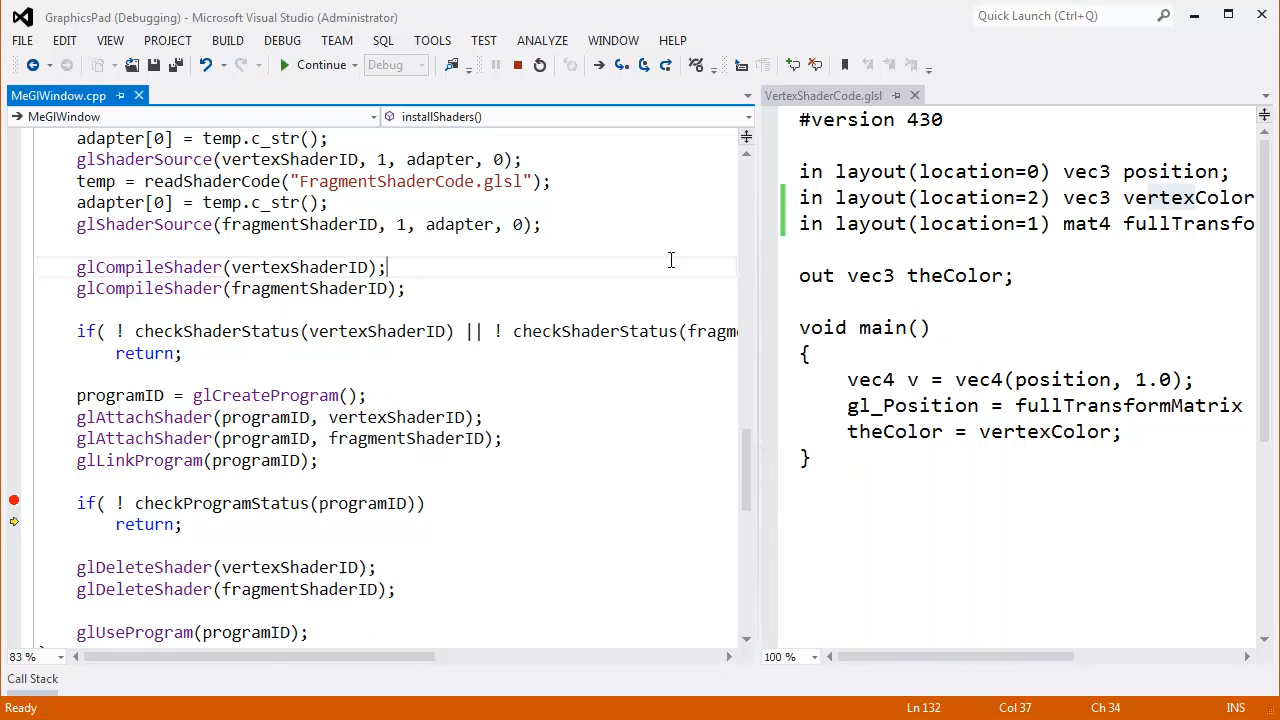 GraphicsPad (Debugging) - Microsoft Visual Studio (Administrator)
Quick Launch (Ctrl+Q)
FILE EDIT VIEW PROJECT BUILD DEBUG TEAM SQL TOOLS TEST ANALYZE WINDOW HELP
Continue Debug
MeGlWindow.cpp
MeGlWindow installShaders()
adapter[0] = temp.c_str();
glShaderSource(vertexShaderID, 1, adapter, 0);
temp = readShaderCode("FragmentShaderCode.glsl");
adapter[0] = temp.c_str();
glShaderSource(fragmentShaderID, 1, adapter, 0);
glCompileShader(vertexShaderID);
glCompileShader(fragmentShaderID);
if( ! checkShaderStatus(vertexShaderID) || ! checkShaderStatus(fragme
return;
programID = glCreateProgram();
glAttachShader(programID, vertexShaderID);
glAttachShader(programID, fragmentShaderID);
glLinkProgram(programID);
if( ! checkProgramStatus(programID))
return;
glDeleteShader(vertexShaderID);
glDeleteShader(fragmentShaderID);
glUseProgram(programID);
83 %
VertexShaderCode.glsl
#version 430
in layout(location=0) vec3 position;
in layout(location=2) vec3 vertexColor
in layout(location=1) mat4 fullTransfo
out vec3 theColor;
void main()
{
vec4 v = vec4(position, 1.0);
gl_Position = fullTransformMatrix
theColor = vertexColor;
}
100 %
Call Stack
Ready Ln 132 Col 37 Ch 34 INS